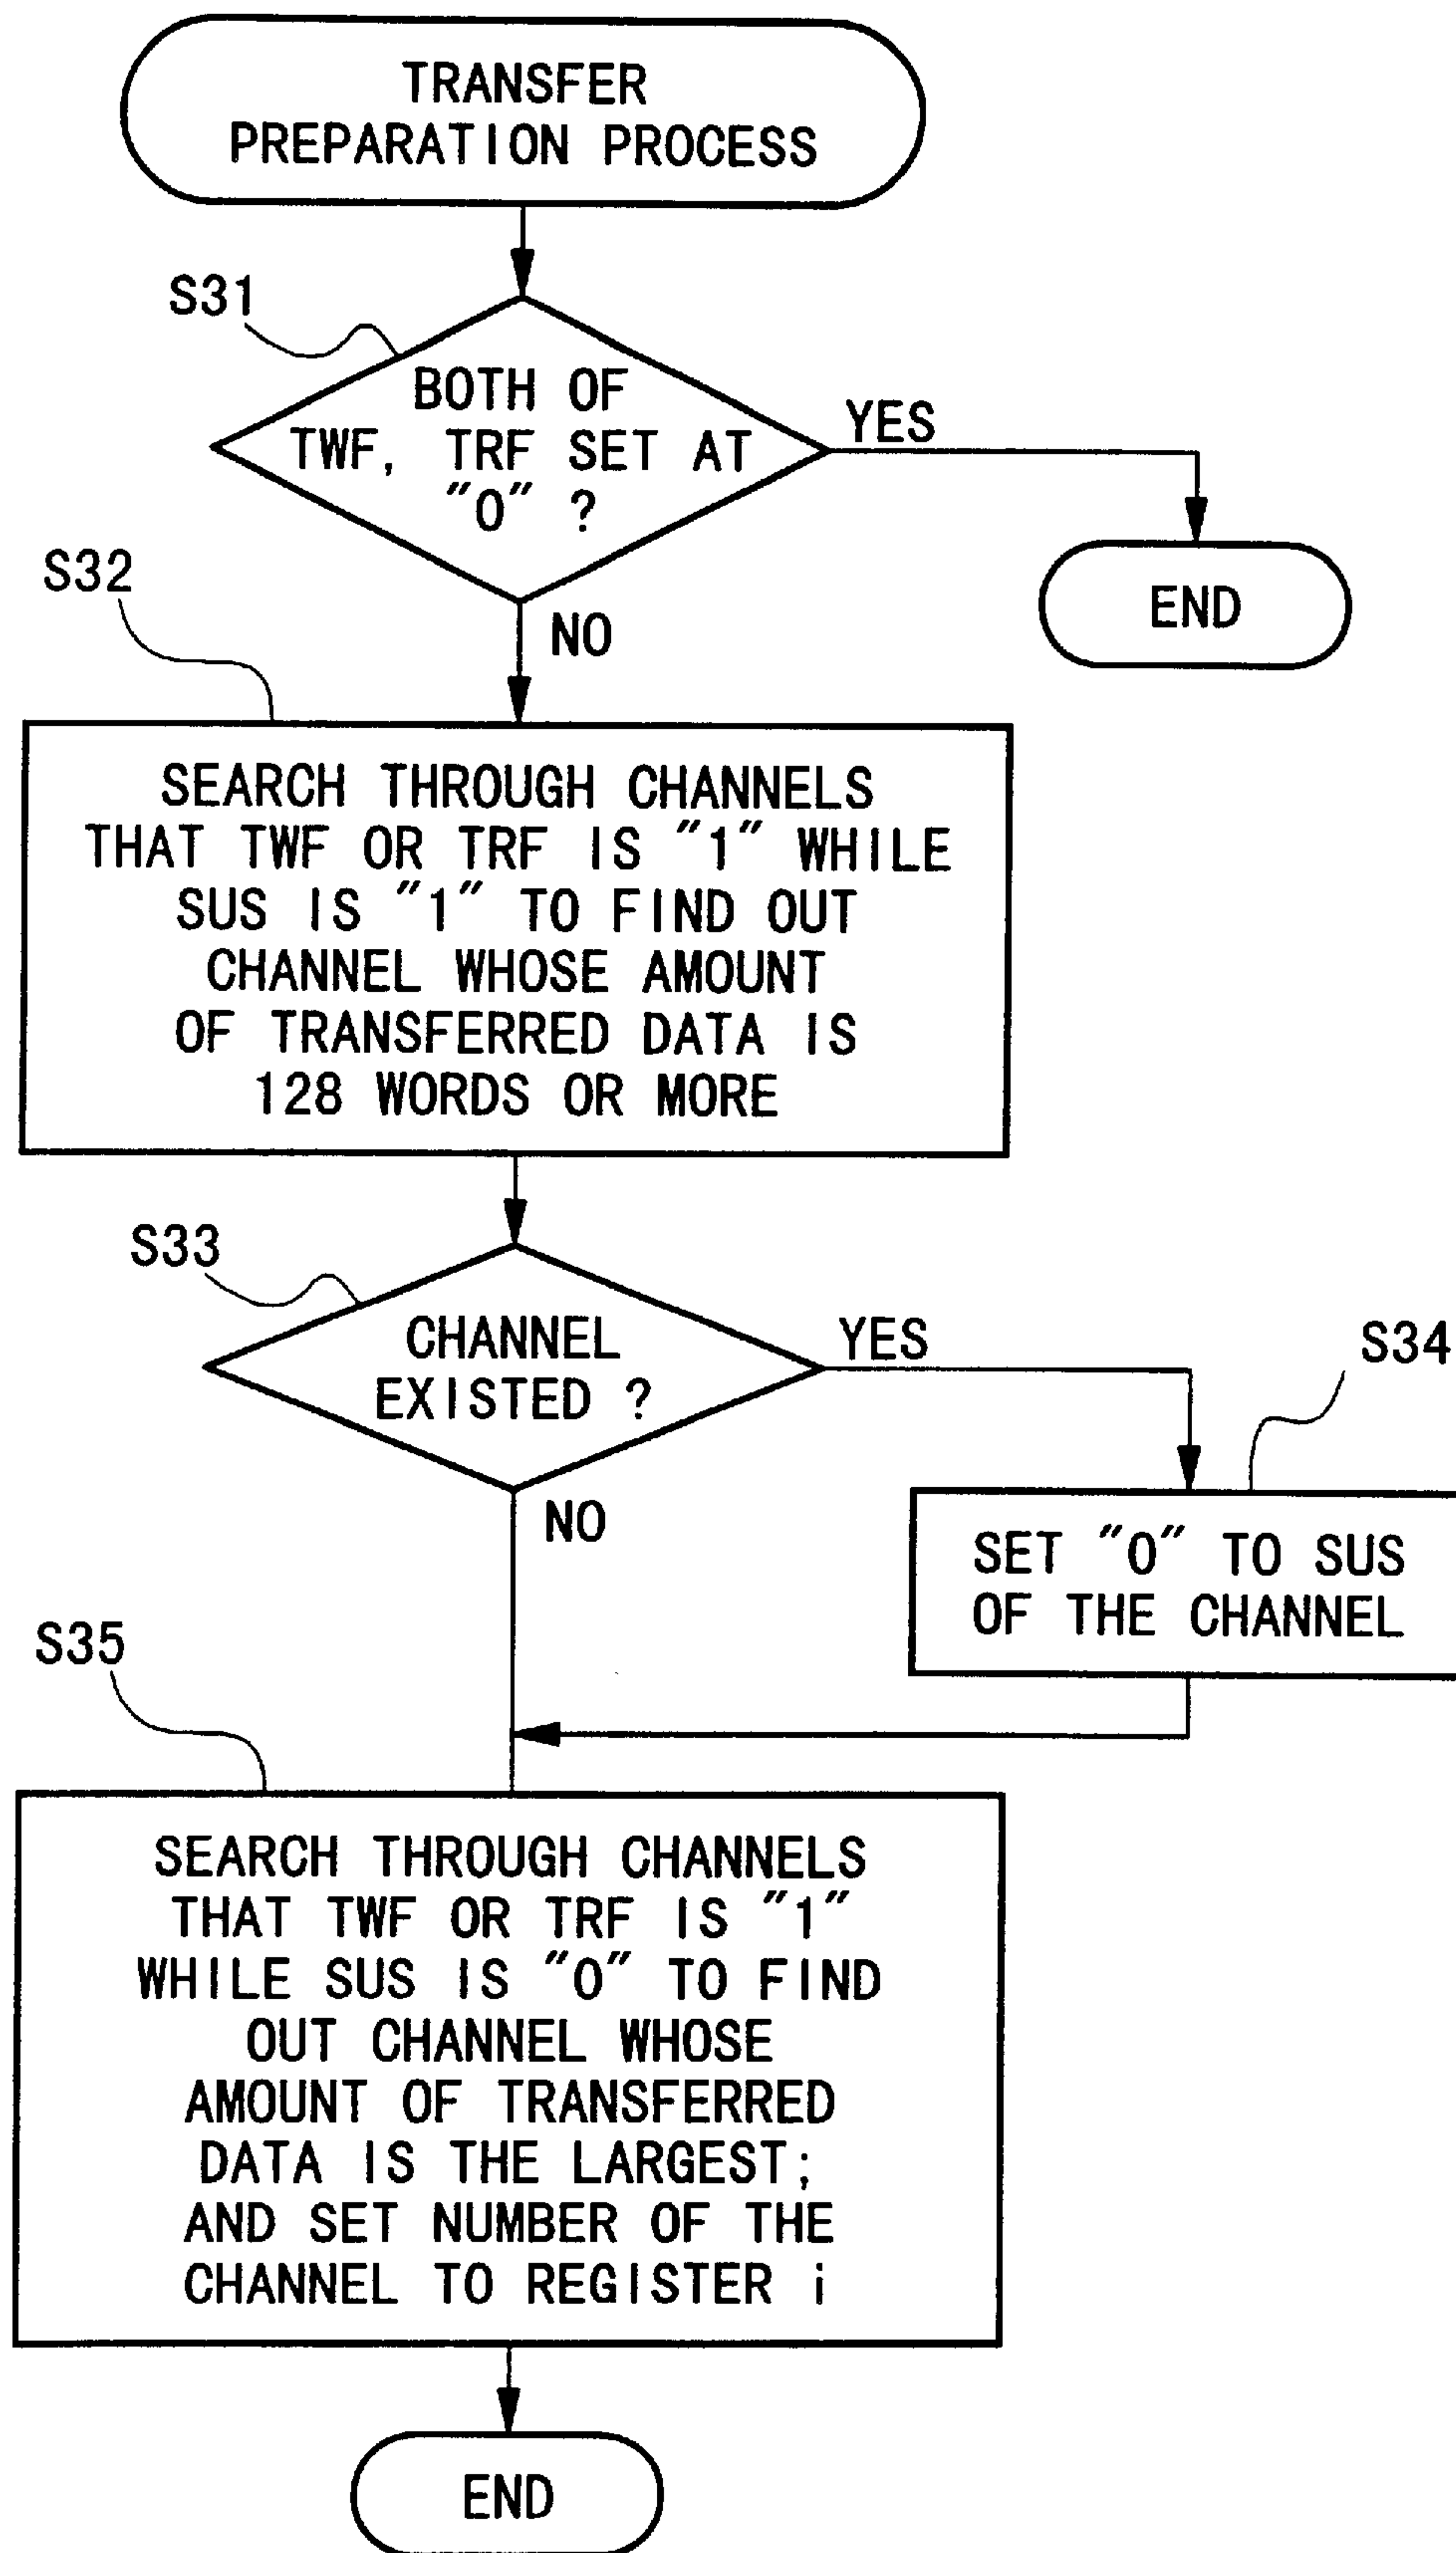 TRANSFER
PREPARATION PROCESS
S31
BOTH OF
TWF, TRF SET AT
"0" ?
YES
END
S32
NO
SEARCH THROUGH CHANNELS
THAT TWF OR TRF IS "1" WHILE
SUS IS "1" TO FIND OUT
CHANNEL WHOSE AMOUNT
OF TRANSFERRED DATA IS
128 WORDS OR MORE
S33
CHANNEL
EXISTED ?
YES
S34
NO
SET "0" TO SUS
OF THE CHANNEL
S35
SEARCH THROUGH CHANNELS
THAT TWF OR TRF IS "1"
WHILE SUS IS "0" TO FIND
OUT CHANNEL WHOSE
AMOUNT OF TRANSFERRED
DATA IS THE LARGEST;
AND SET NUMBER OF THE
CHANNEL TO REGISTER i
END